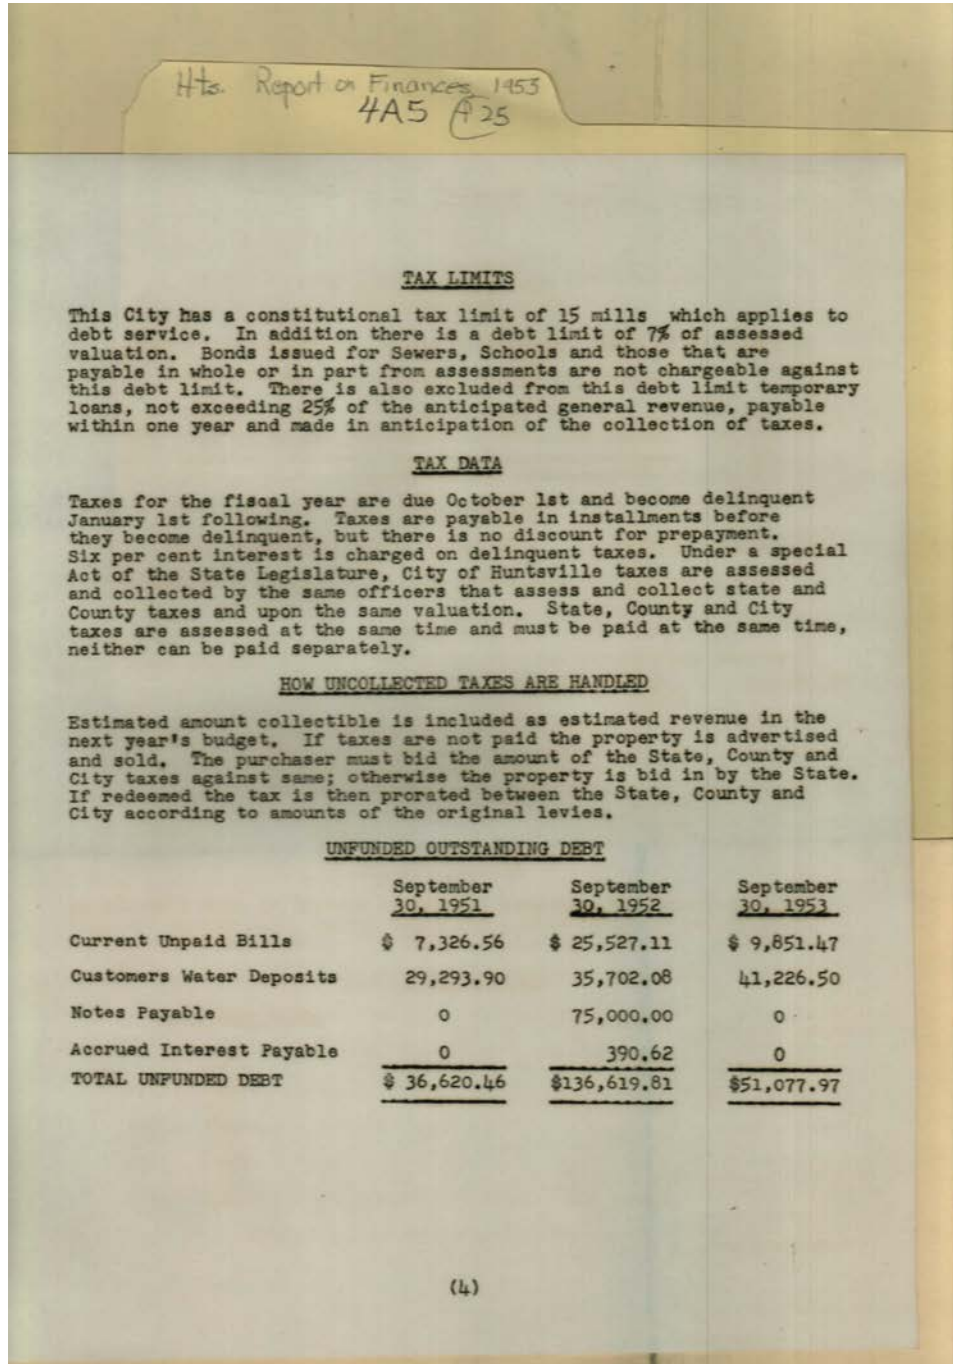 Hts. Report on Finances 1953
4A5 P 25
TAX LIMITS
This City has a constitutional tax limit of 15 mills which applies to
debt service. In addition there is a debt limit of 7% of assessed
valuation. Bonds issued for Sewers, Schools and those that are
payable in whole or in part from assessments are not chargeable against
this debt limit. There is also excluded from this debt limit temporary
loans, not exceeding 25% of the anticipated general revenue, payable
within one year and made in anticipation of the collection of taxes.
TAX DATA
Taxes for the fiscal year are due October 1st and become delinquent
January 1st following. Taxes are payable in installments before
they become delinquent, but there is no discount for prepayment.
Six per cent interest is charged on delinquent taxes. Under a special
Act of the State Legislature, City of Huntsville taxes are assessed
and collected by the same officers that assess and collect state and
County taxes and upon the same valuation. State, County and City
taxes are assessed at the same time and must be paid at the same time,
neither can be paid separately.
HOW UNCOLLECTED TAXES ARE HANDLED
Estimated amount collectible is included as estimated revenue in the
next year's budget. If taxes are not paid the property is advertised
and sold. The purchaser must bid the amount of the State, County and
City taxes against same; otherwise the property is bid in by the State.
If redeemed the tax is then prorated between the State, County and
City according to amounts of the original levies.
UNFUNDED OUTSTANDING DEBT
September September September
30, 1951 30, 1952 30, 1953
Current Unpaid Bills $ 7,326.56 $ 25,527.11 $ 9,851.47
Customers Water Deposits 29,293.90 35,702.08 41,226.50
Notes Payable 0 75,000.00 0
Accrued Interest Payable 0 390.62 0
TOTAL UNFUNDED DEBT $ 36,620.46 $136,619.81 $51,077.97
(4)